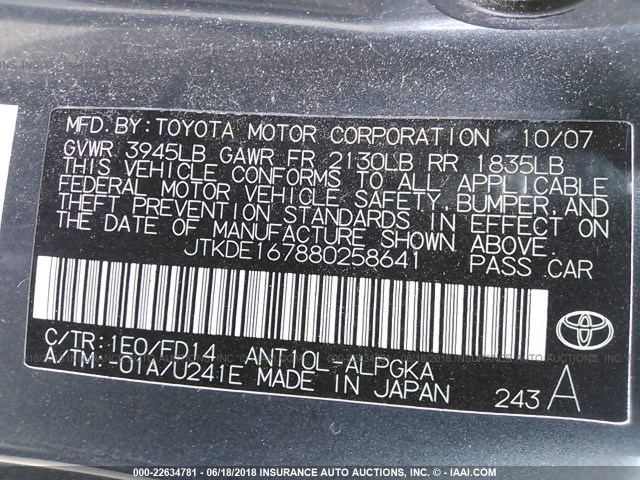 MFD.BY:TOYOTA MOTOR CORPORATION 10/07
GVWR 3945LB GAWR FR 2130LB RR 1835LB
THIS VEHICLE CONFORMS TO ALL APPLICABLE
FEDERAL MOTOR VEHICLE SAFETY,BUMPER,AND
THEFT PREVENTION STANDARDS IN EFFECT ON
THE DATE OF MANUFACTURE SHOWN ABOVE.
JTKDE167880258641 PASS CAR
C/TR:1E0/FD14 ANT10L-ALPGKA
A/TM:-01A/U241E MADE IN JAPAN 243 A
000-22634781 - 06/18/2018 - INSURANCE AUTO AUCTIONS, INC. - © - IAAI.COM